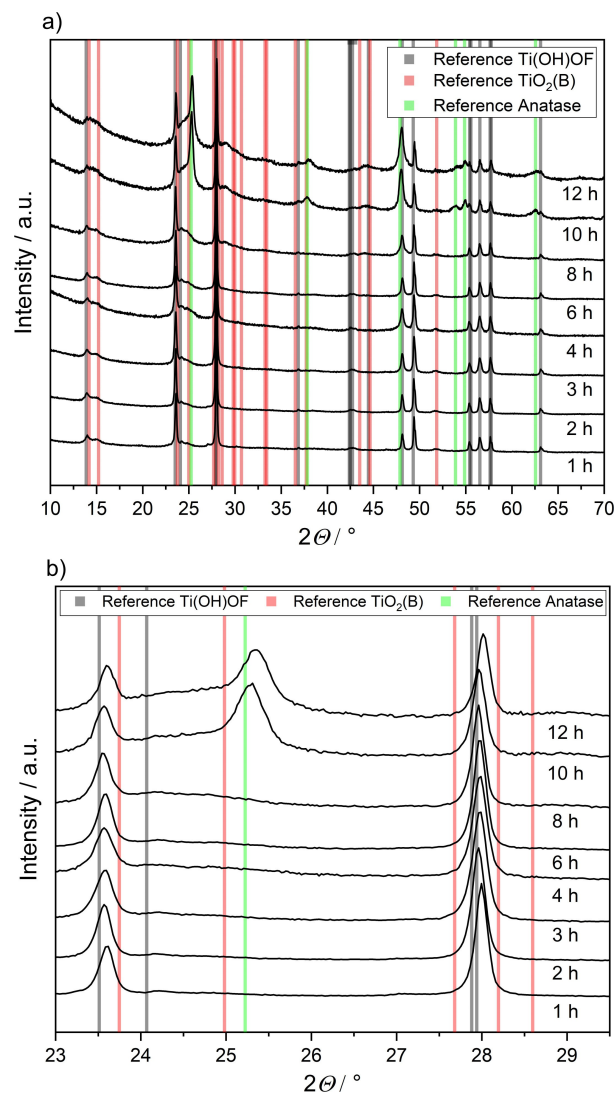 a)
Reference Ti(OH)OF
Reference TiO₂(B)
Reference Anatase
12 h
10 h
8 h
6 h
4 h
3 h
2 h
1 h
Intensity / a.u.
10 15 20 25 30 35 40 45 50 55 60 65 70
2Θ / °
b)
Reference Ti(OH)OF Reference TiO₂(B) Reference Anatase
12 h
10 h
8 h
6 h
4 h
3 h
2 h
1 h
Intensity / a.u.
23 24 25 26 27 28 29
2Θ / °